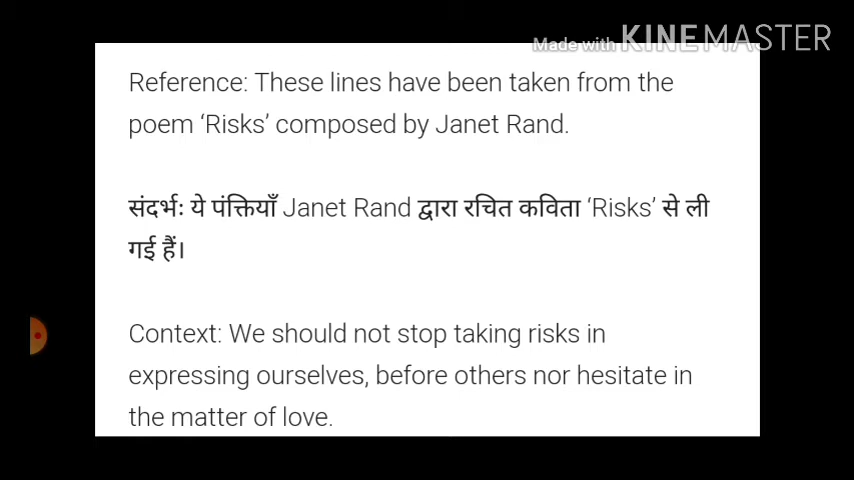 Made with KINEMASTER
Reference: These lines have been taken from the
poem ‘Risks’ composed by Janet Rand.
संदर्भः ये पंक्तियाँ Janet Rand द्वारा रचित कविता ‘Risks’ से ली
गई हैं।
Context: We should not stop taking risks in
expressing ourselves, before others nor hesitate in
the matter of love.